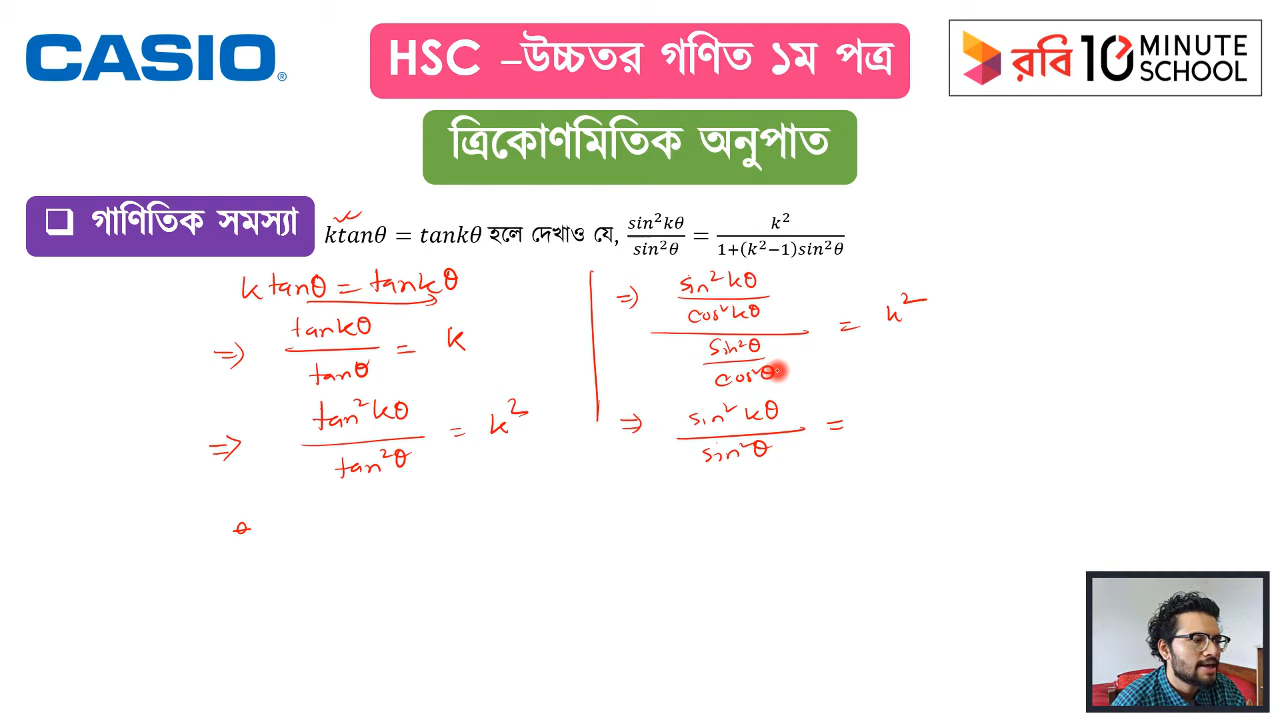 CASIO
HSC –উচ্চতর গণিত ১ম পত্র
রবি 10 MINUTE SCHOOL
ত্রিকোণমিতিক অনুপাত
❑ গাণিতিক সমস্যা
ktanθ = tankθ হলে দেখাও যে, sin²kθ/sin²θ = k²/1+(k²−1)sin²θ
k tanθ = tankθ
⇒ tankθ/tanθ = k
⇒ tan²kθ/tan²θ = k²
θ
⇒ (sin²kθ/cos²kθ)/(sin²θ/cos²θ) = k²
⇒ sin²kθ/sin²θ =